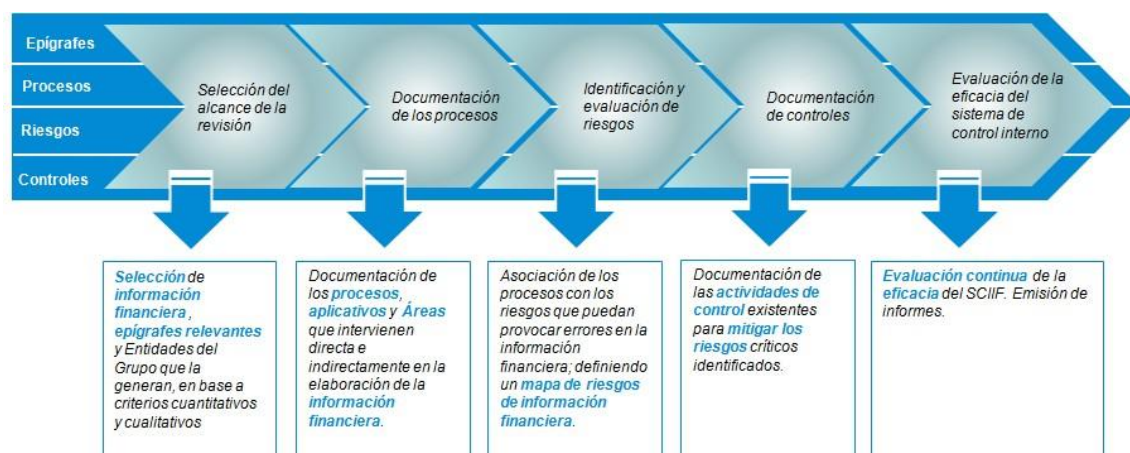 Epígrafes
Procesos
Riesgos
Controles
Selección del
alcance de la
revisión
Documentación
de los procesos
Identificación y
evaluación de
riesgos
Documentación
de controles
Evaluación de la
eficacia del
sistema de
control interno
Selección de
información
financiera ,
epígrafes relevantes
y Entidades del
Grupo que la
generan, en base a
criterios cuantitativos
y cualitativos
Documentación de
los procesos,
aplicativos y Áreas
que intervienen
directa e
indirectamente en la
elaboración de la
información
financiera.
Asociación de los
procesos con los
riesgos que puedan
provocar errores en la
información
financiera; definiendo
un mapa de riesgos
de información
financiera.
Documentación de
las actividades de
control existentes
para mitigar los
riesgos críticos
identificados.
Evaluación continua de la
eficacia del SCIIF. Emisión de
informes.